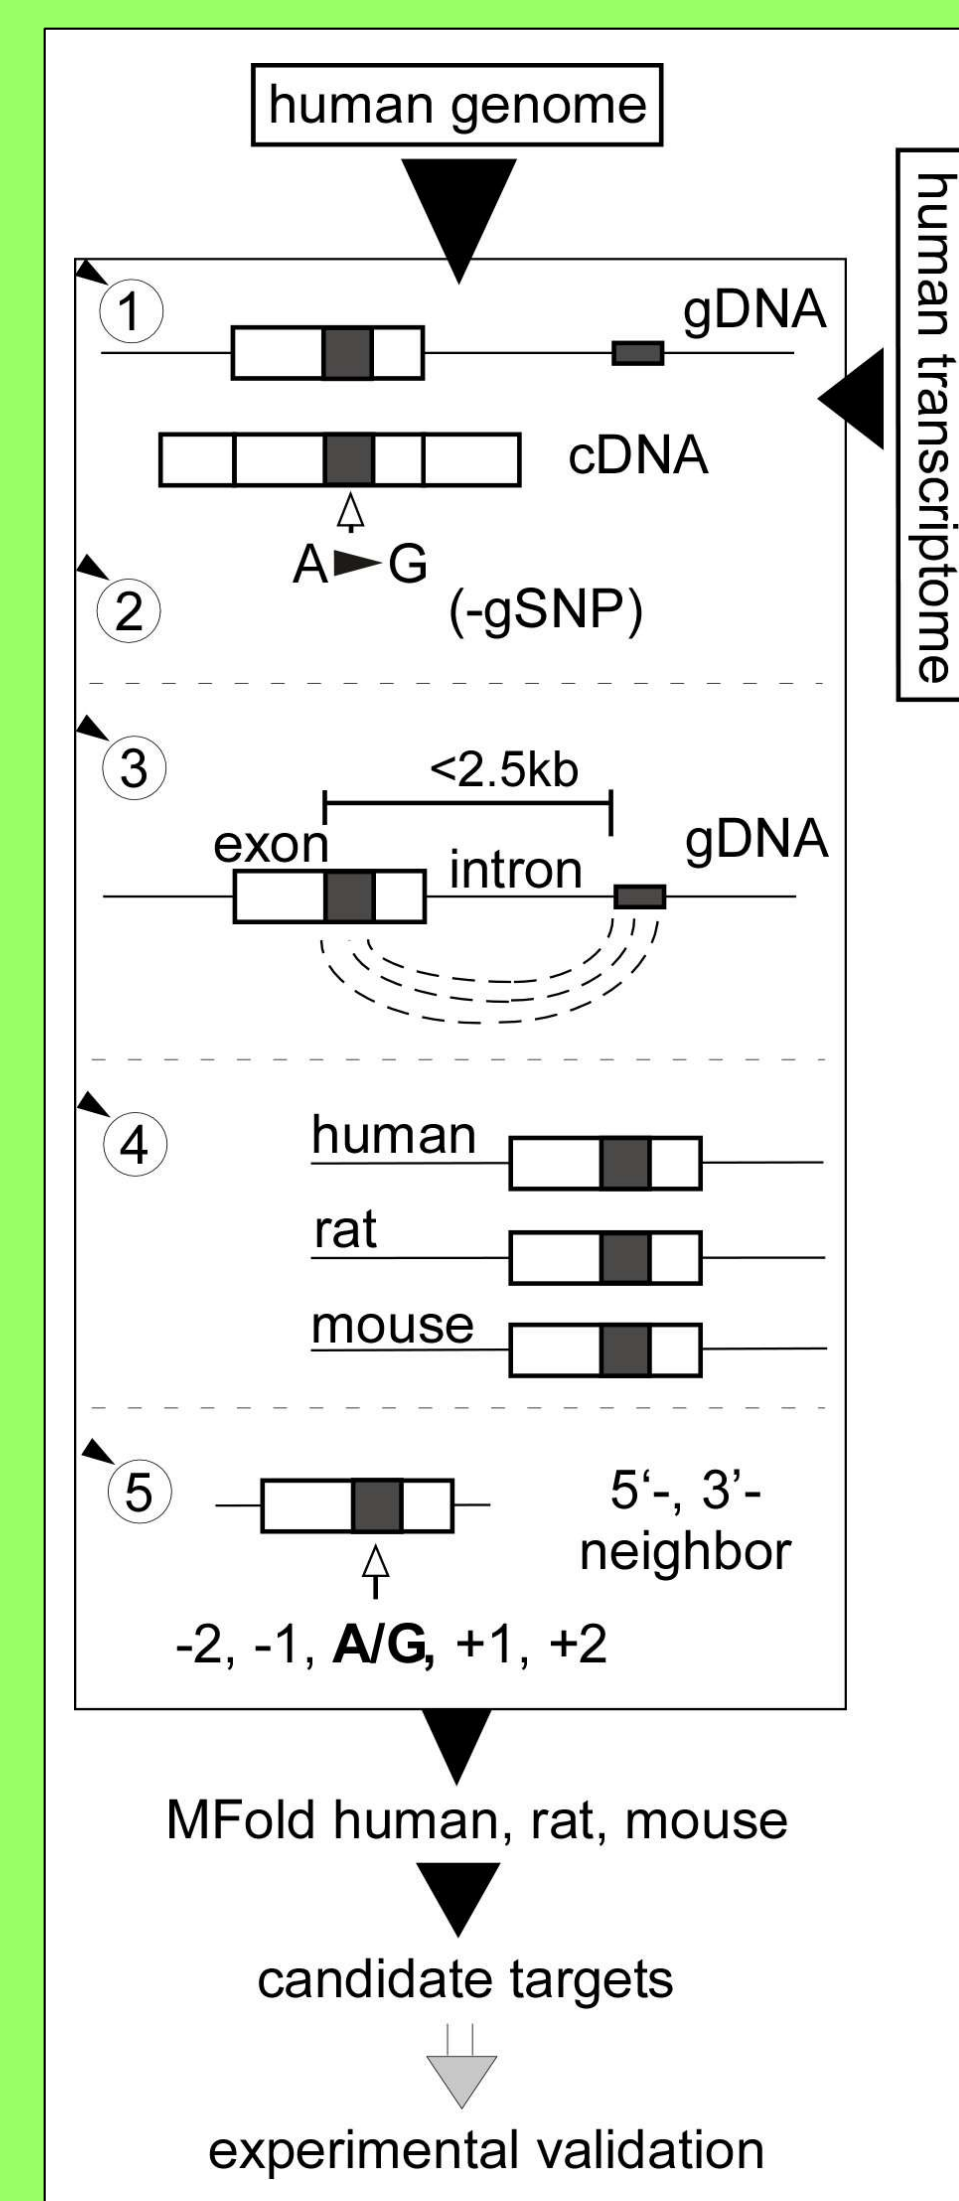 human genome
human transcriptome
1
gDNA
cDNA
A G
2
(-gSNP)
3
<2.5kb
exon
intron
gDNA
4
human
rat
mouse
5
5‘-, 3’-
neighbor
-2, -1, A/G, +1, +2
MFold human, rat, mouse
candidate targets
experimental validation